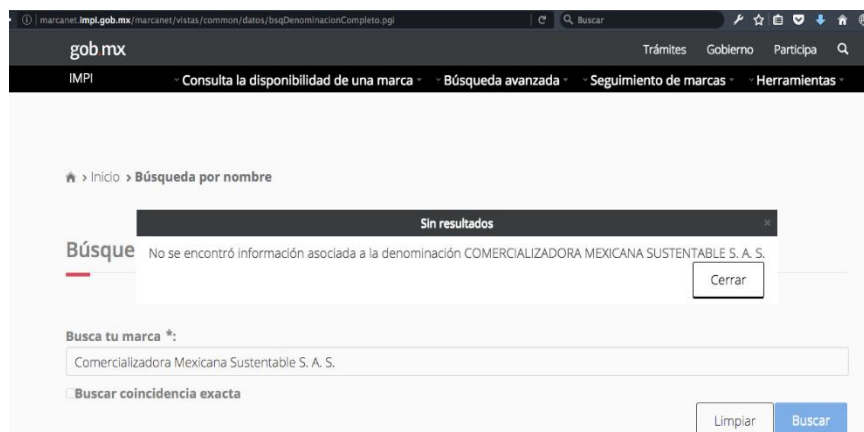 marcanet.impi.gob.mx/marcanet/vistas/common/datos/bsqDenominacionCompleto.pgi
Buscar
gob.mx
Trámites Gobierno Participa
IMPI Consulta la disponibilidad de una marca Búsqueda avanzada Seguimiento de marcas Herramientas
> Inicio > Búsqueda por nombre
Sin resultados ×
Búsque
No se encontró información asociada a la denominación COMERCIALIZADORA MEXICANA SUSTENTABLE S. A. S.
Cerrar
Busca tu marca *:
Comercializadora Mexicana Sustentable S. A. S.
Buscar coincidencia exacta
Limpiar Buscar